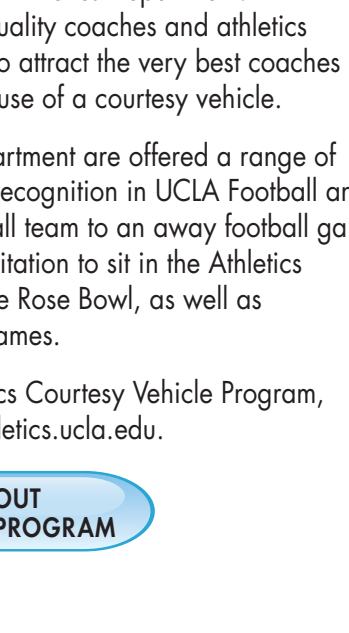 uality coaches and athletics
o attract the very best coaches
use of a courtesy vehicle.
artment are offered a range of
ecognition in UCLA Football an
all team to an away football ga
itation to sit in the Athletics
e Rose Bowl, as well as
ames.
cs Courtesy Vehicle Program,
letics.ucla.edu.
OUT
PROGRAM